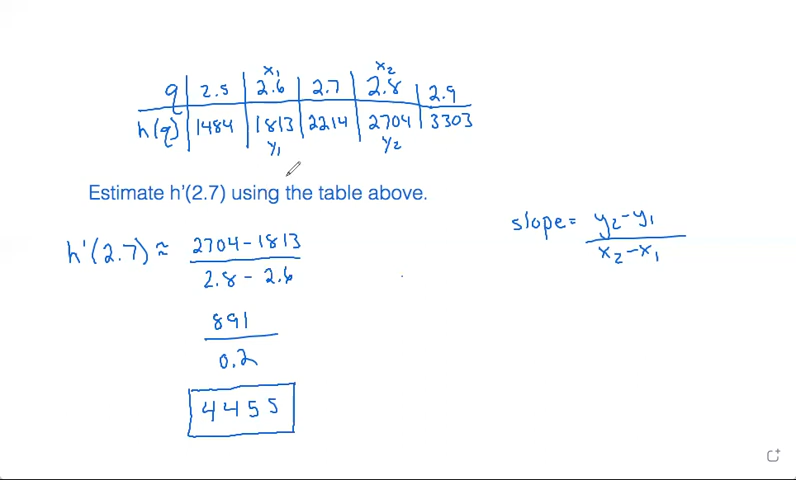 x₁ x₂
q 2.5 2.6 2.7 2.8 2.9
h(q) 1484 1813 2214 2704 3303
y₁ y₂
Estimate h'(2.7) using the table above.
slope = y₂-y₁
x₂-x₁
h'(2.7) ≈ 2704-1813
2.8-2.6
891
0.2
4455